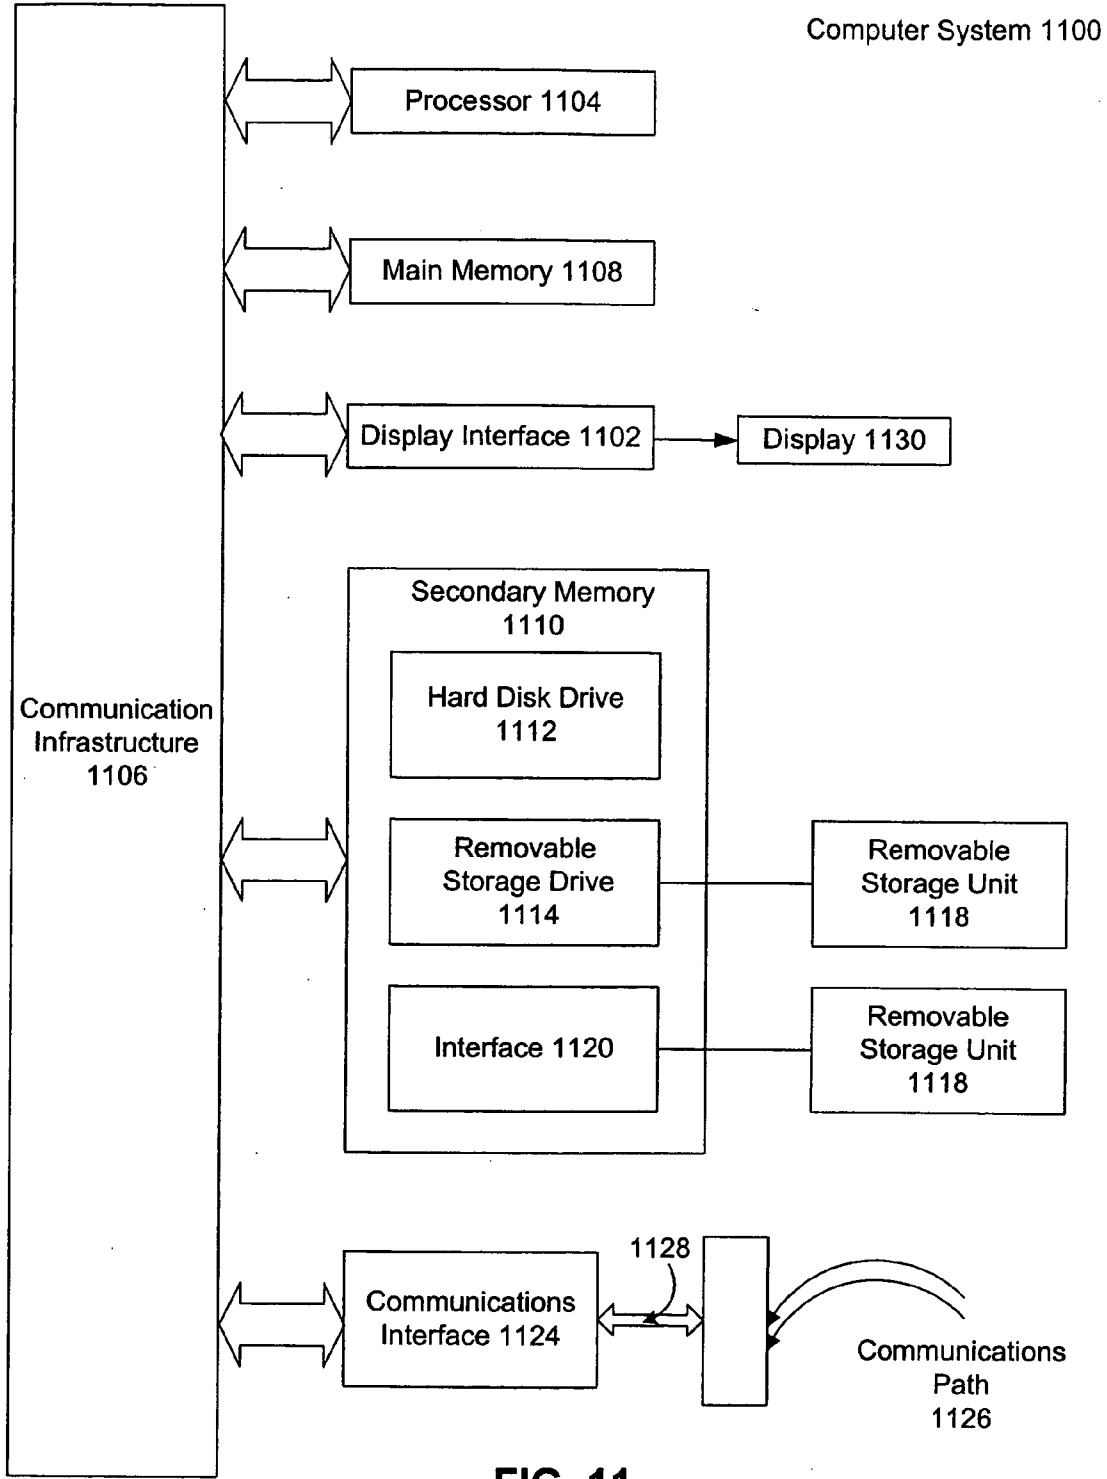 Computer System 1100
Processor 1104
Main Memory 1108
Display Interface 1102
Display 1130
Secondary Memory
1110
Hard Disk Drive
1112
Communication
Infrastructure
1106
Removable
Storage Drive
1114
Removable
Storage Unit
1118
Interface 1120
Removable
Storage Unit
1118
1128
Communications
Interface 1124
Communications
Path
1126
FIG. 11